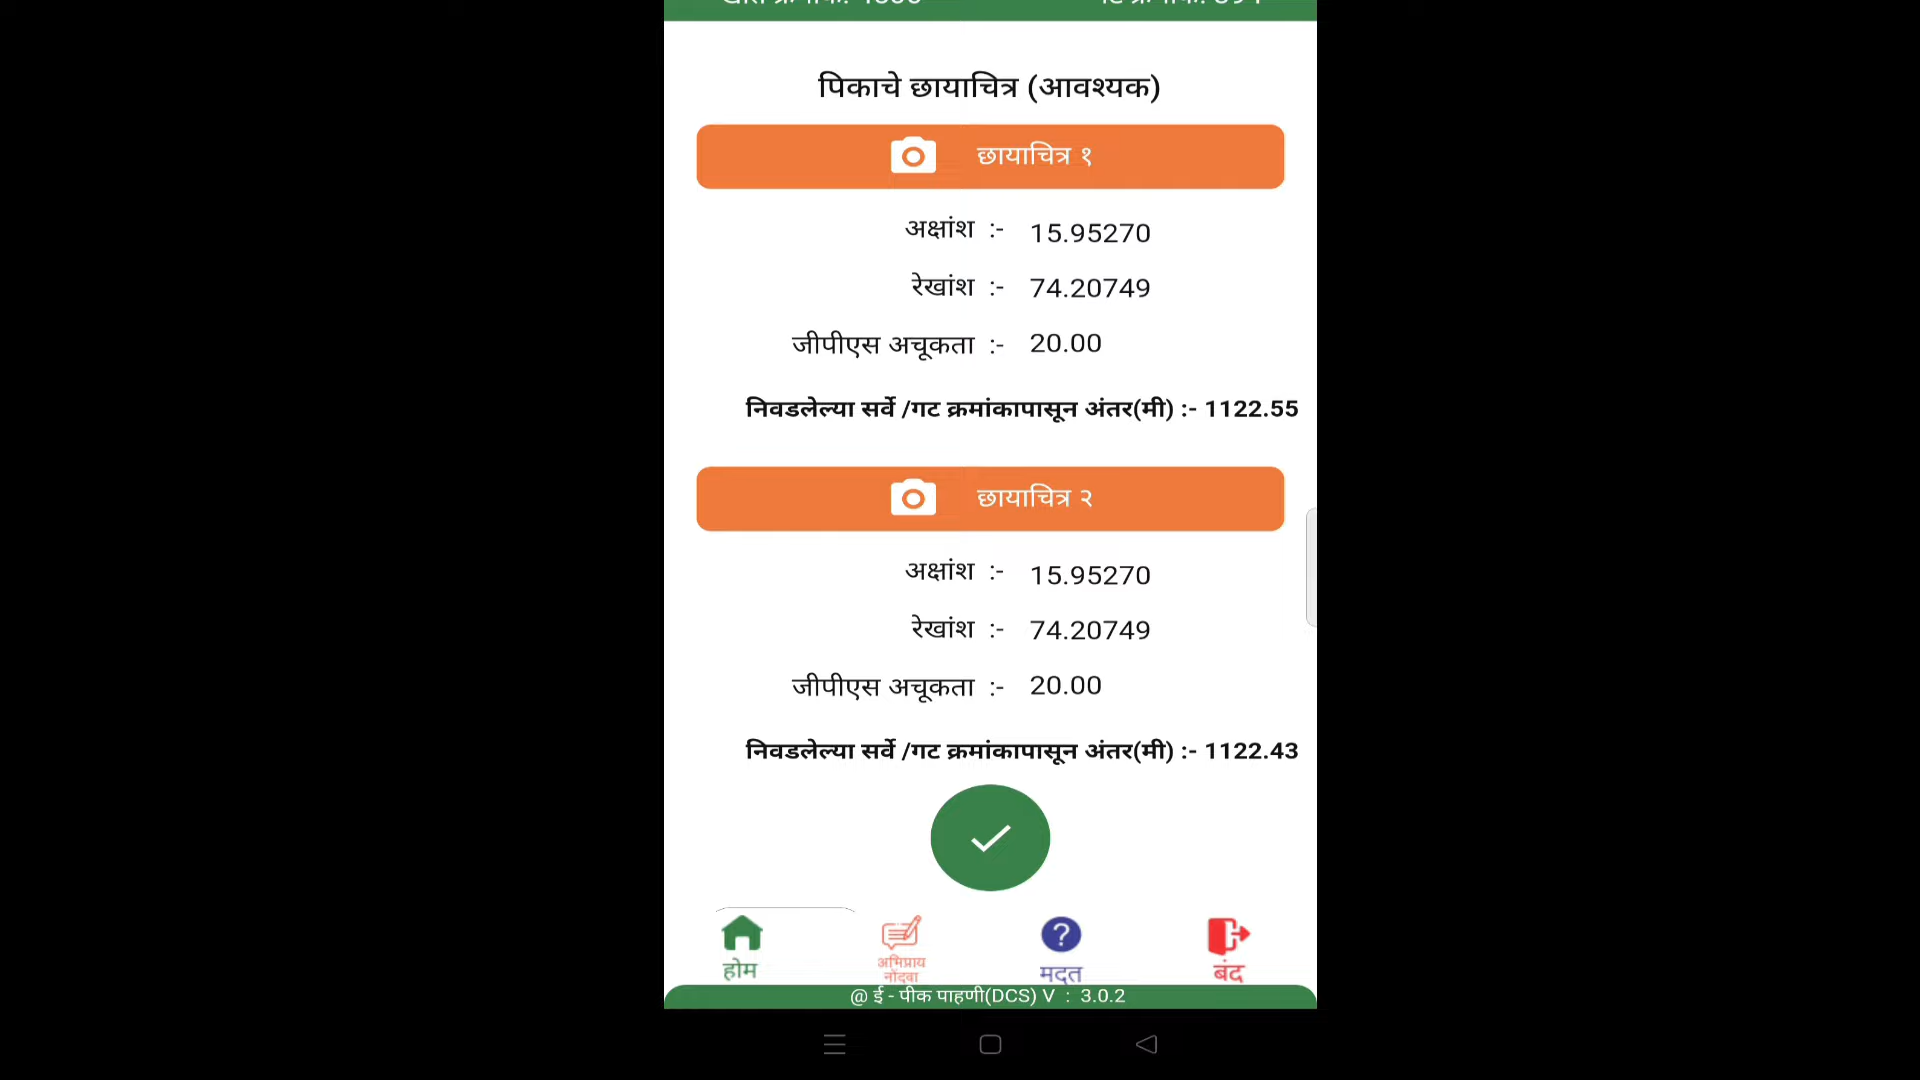 पिकाचे छायाचित्र (आवश्यक)
छायाचित्र १
अक्षांश :- 15.95270
रेखांश :- 74.20749
जीपीएस अचूकता :- 20.00
निवडलेल्या सर्वे /गट क्रमांकापासून अंतर(मी) :- 1122.55
छायाचित्र २
अक्षांश :- 15.95270
रेखांश :- 74.20749
जीपीएस अचूकता :- 20.00
निवडलेल्या सर्वे /गट क्रमांकापासून अंतर(मी) :- 1122.43
होम
अभिप्राय
नोंदवा
मदत
बंद
@ ई - पीक पाहणी(DCS) V : 3.0.2